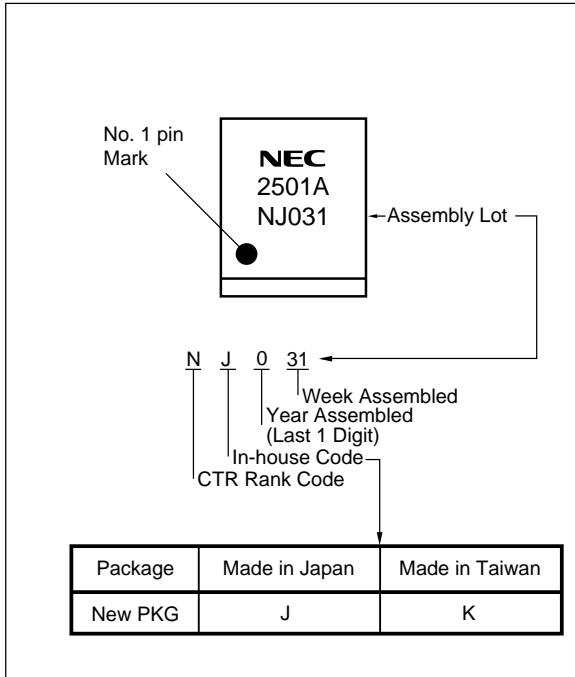 No. 1 pin
Mark
NEC
2501A
NJ031
Assembly Lot
N J 0 31
Week Assembled
Year Assembled
(Last 1 Digit)
In-house Code
CTR Rank Code
Package Made in Japan Made in Taiwan
New PKG J K